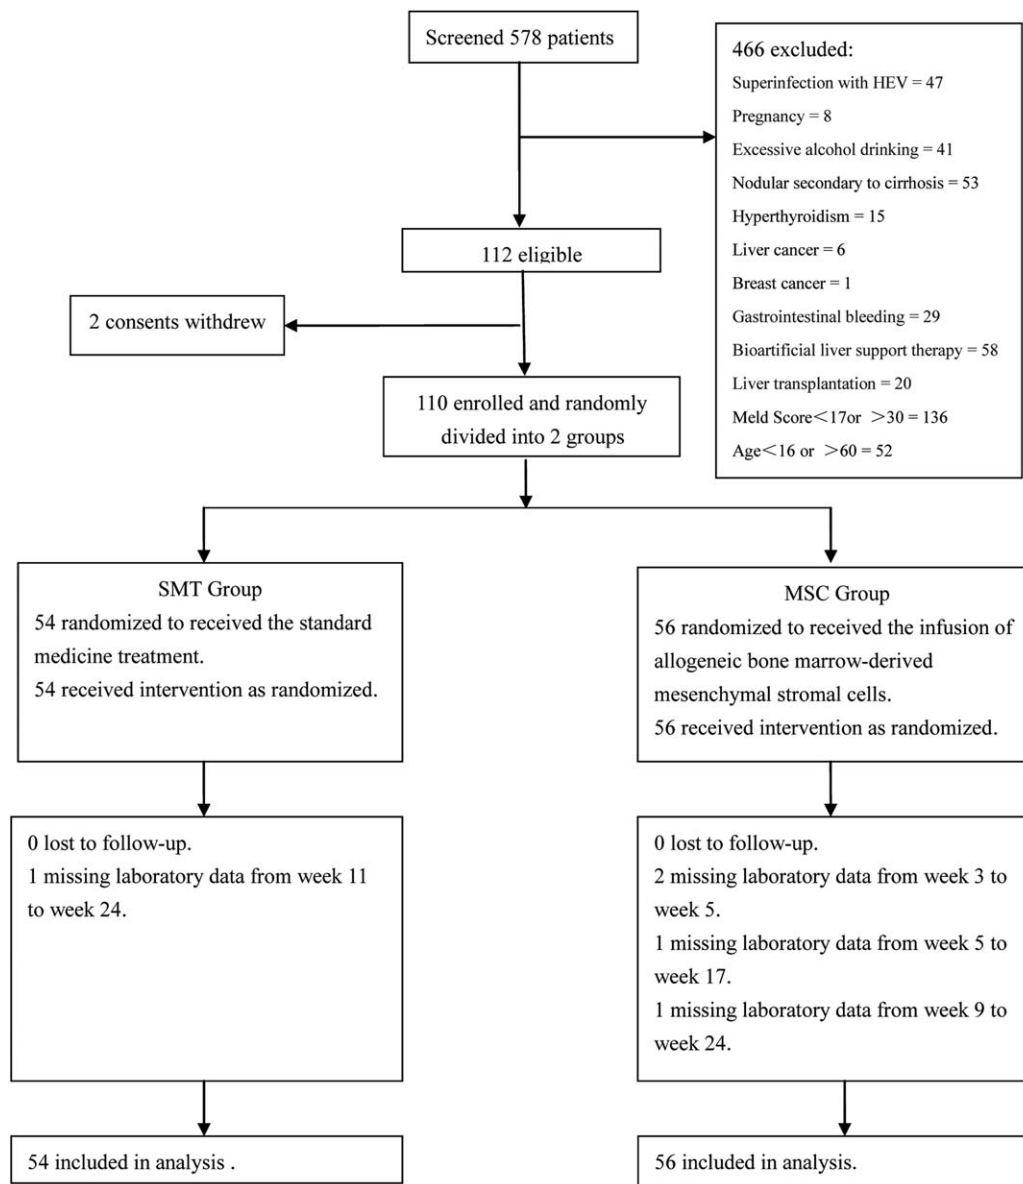 Screened 578 patients
466 excluded:
Superinfection with HEV = 47
Pregnancy = 8
Excessive alcohol drinking = 41
Nodular secondary to cirrhosis = 53
Hyperthyroidism = 15
Liver cancer = 6
Breast cancer = 1
Gastrointestinal bleeding = 29
Bioartificial liver support therapy = 58
Liver transplantation = 20
Meld Score＜17or ＞30 = 136
Age＜16 or ＞60 = 52
112 eligible
2 consents withdrew
110 enrolled and randomly
divided into 2 groups
SMT Group
54 randomized to received the standard
medicine treatment.
54 received intervention as randomized.
MSC Group
56 randomized to received the infusion of
allogeneic bone marrow-derived
mesenchymal stromal cells.
56 received intervention as randomized.
0 lost to follow-up.
1 missing laboratory data from week 11
to week 24.
0 lost to follow-up.
2 missing laboratory data from week 3 to
week 5.
1 missing laboratory data from week 5 to
week 17.
1 missing laboratory data from week 9 to
week 24.
54 included in analysis .
56 included in analysis.